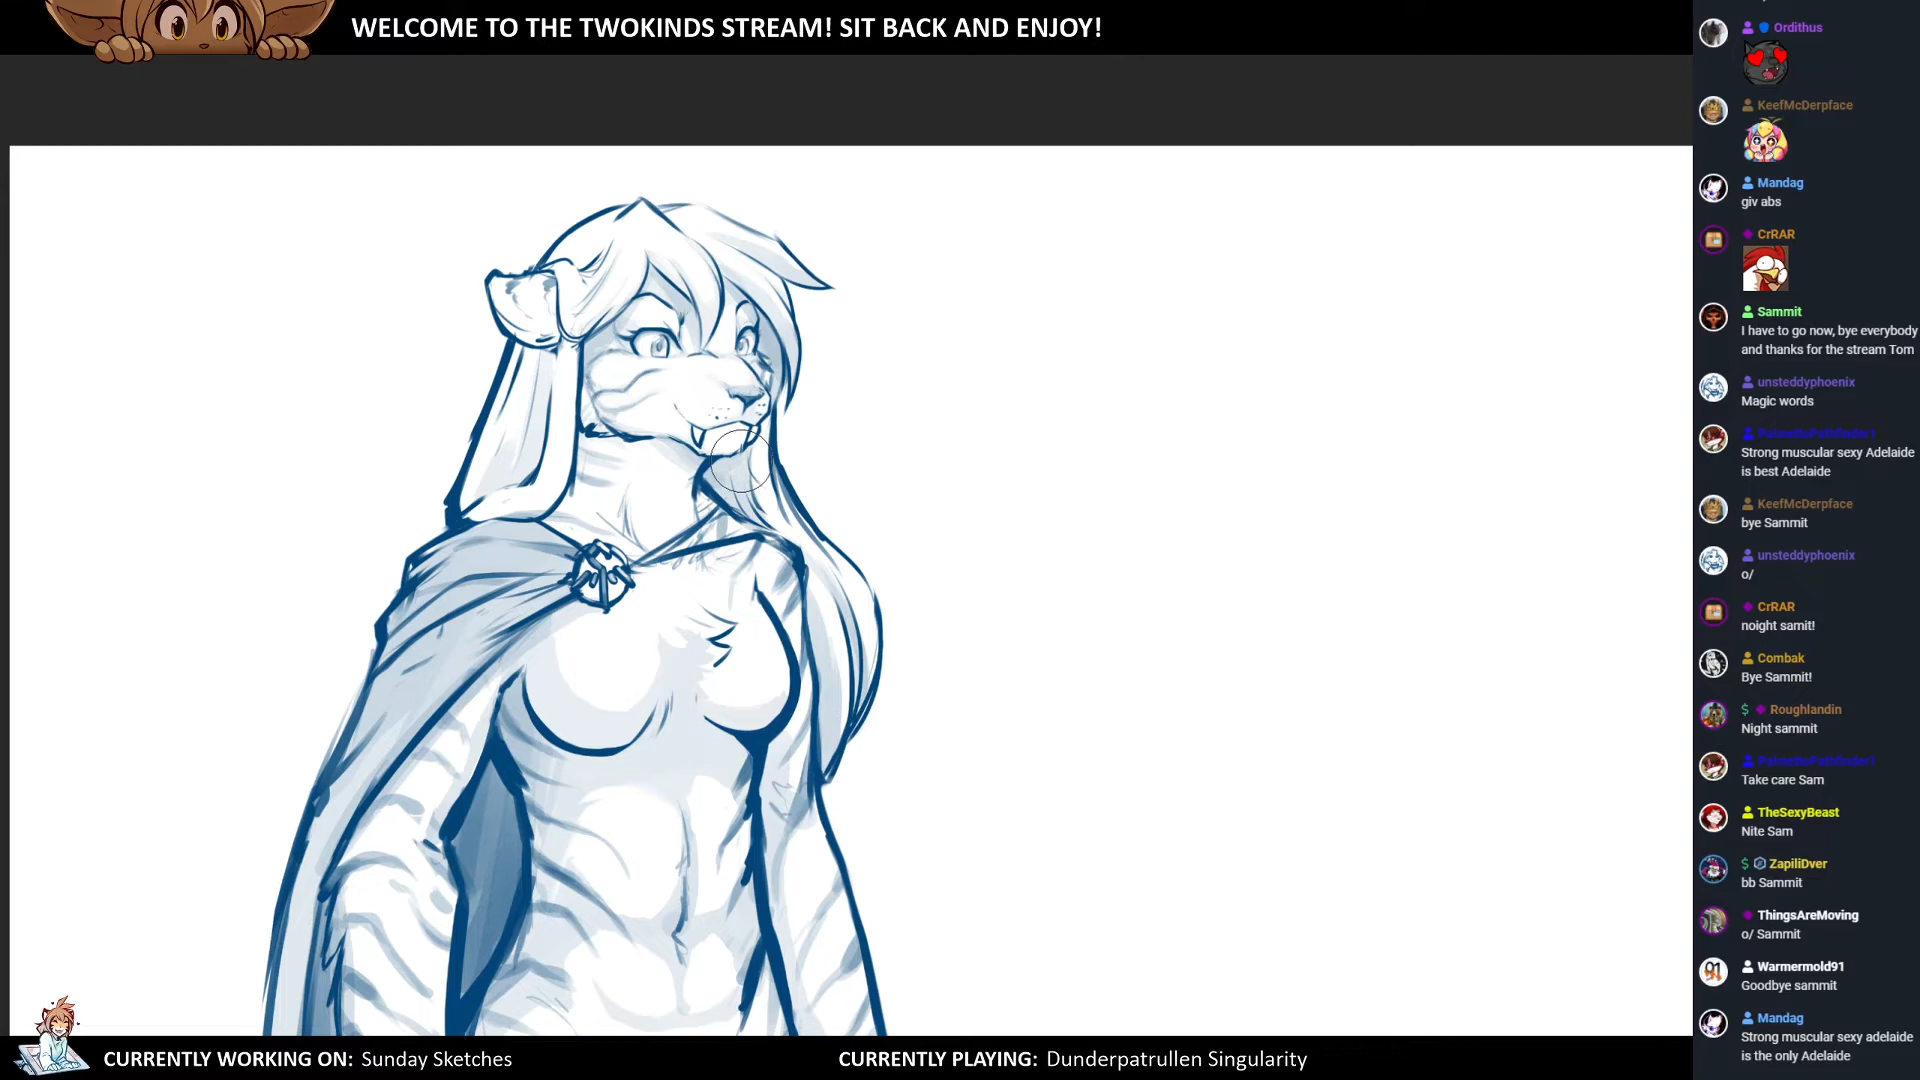 WELCOME TO THE TWOKINDS STREAM! SIT BACK AND ENJOY!
Ordithus
KeefMcDerpface
Mandag
giv abs
CrRAR
Sammit
I have to go now, bye everybody
and thanks for the stream Tom
unsteddyphoenix
Magic words
PalmettoPathfinder1
Strong muscular sexy Adelaide
is best Adelaide
KeefMcDerpface
bye Sammit
unsteddyphoenix
o/
CrRAR
noight samit!
Combak
Bye Sammit!
Roughlandin
Night sammit
PalmettoPathfinder1
Take care Sam
TheSexyBeast
Nite Sam
ZapiliDver
bb Sammit
ThingsAreMoving
o/ Sammit
Warmermold91
Goodbye sammit
Mandag
Strong muscular sexy adelaide
is the only Adelaide
CURRENTLY WORKING ON: Sunday Sketches
CURRENTLY PLAYING: Dunderpatrullen Singularity